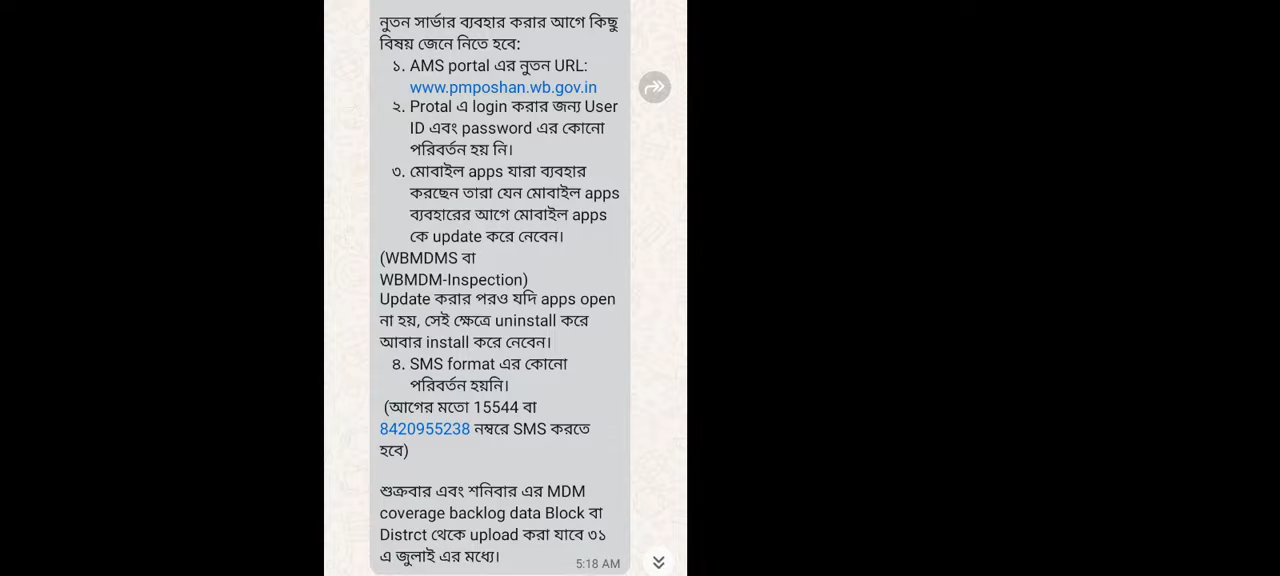 নুতন সার্ভার ব্যবহার করার আগে কিছু
বিষয় জেনে নিতে হবে:
১. AMS portal এর নুতন URL:
www.pmposhan.wb.gov.in
২. Protal এ login করার জন্য User
ID এবং password এর কোনো
পরিবর্তন হয় নি।
৩. মোবাইল apps যারা ব্যবহার
করছেন তারা যেন মোবাইল apps
ব্যবহারের আগে মোবাইল apps
কে update করে নেবেন।
(WBMDMS বা
WBMDM-Inspection)
Update করার পরও যদি apps open
না হয়, সেই ক্ষেত্রে uninstall করে
আবার install করে নেবেন।
৪. SMS format এর কোনো
পরিবর্তন হয়নি।
(আগের মতো 15544 বা
8420955238 নম্বরে SMS করতে
হবে)
শুক্রবার এবং শনিবার এর MDM
coverage backlog data Block বা
Distrct থেকে upload করা যাবে ৩১
এ জুলাই এর মধ্যে।
5:18 AM